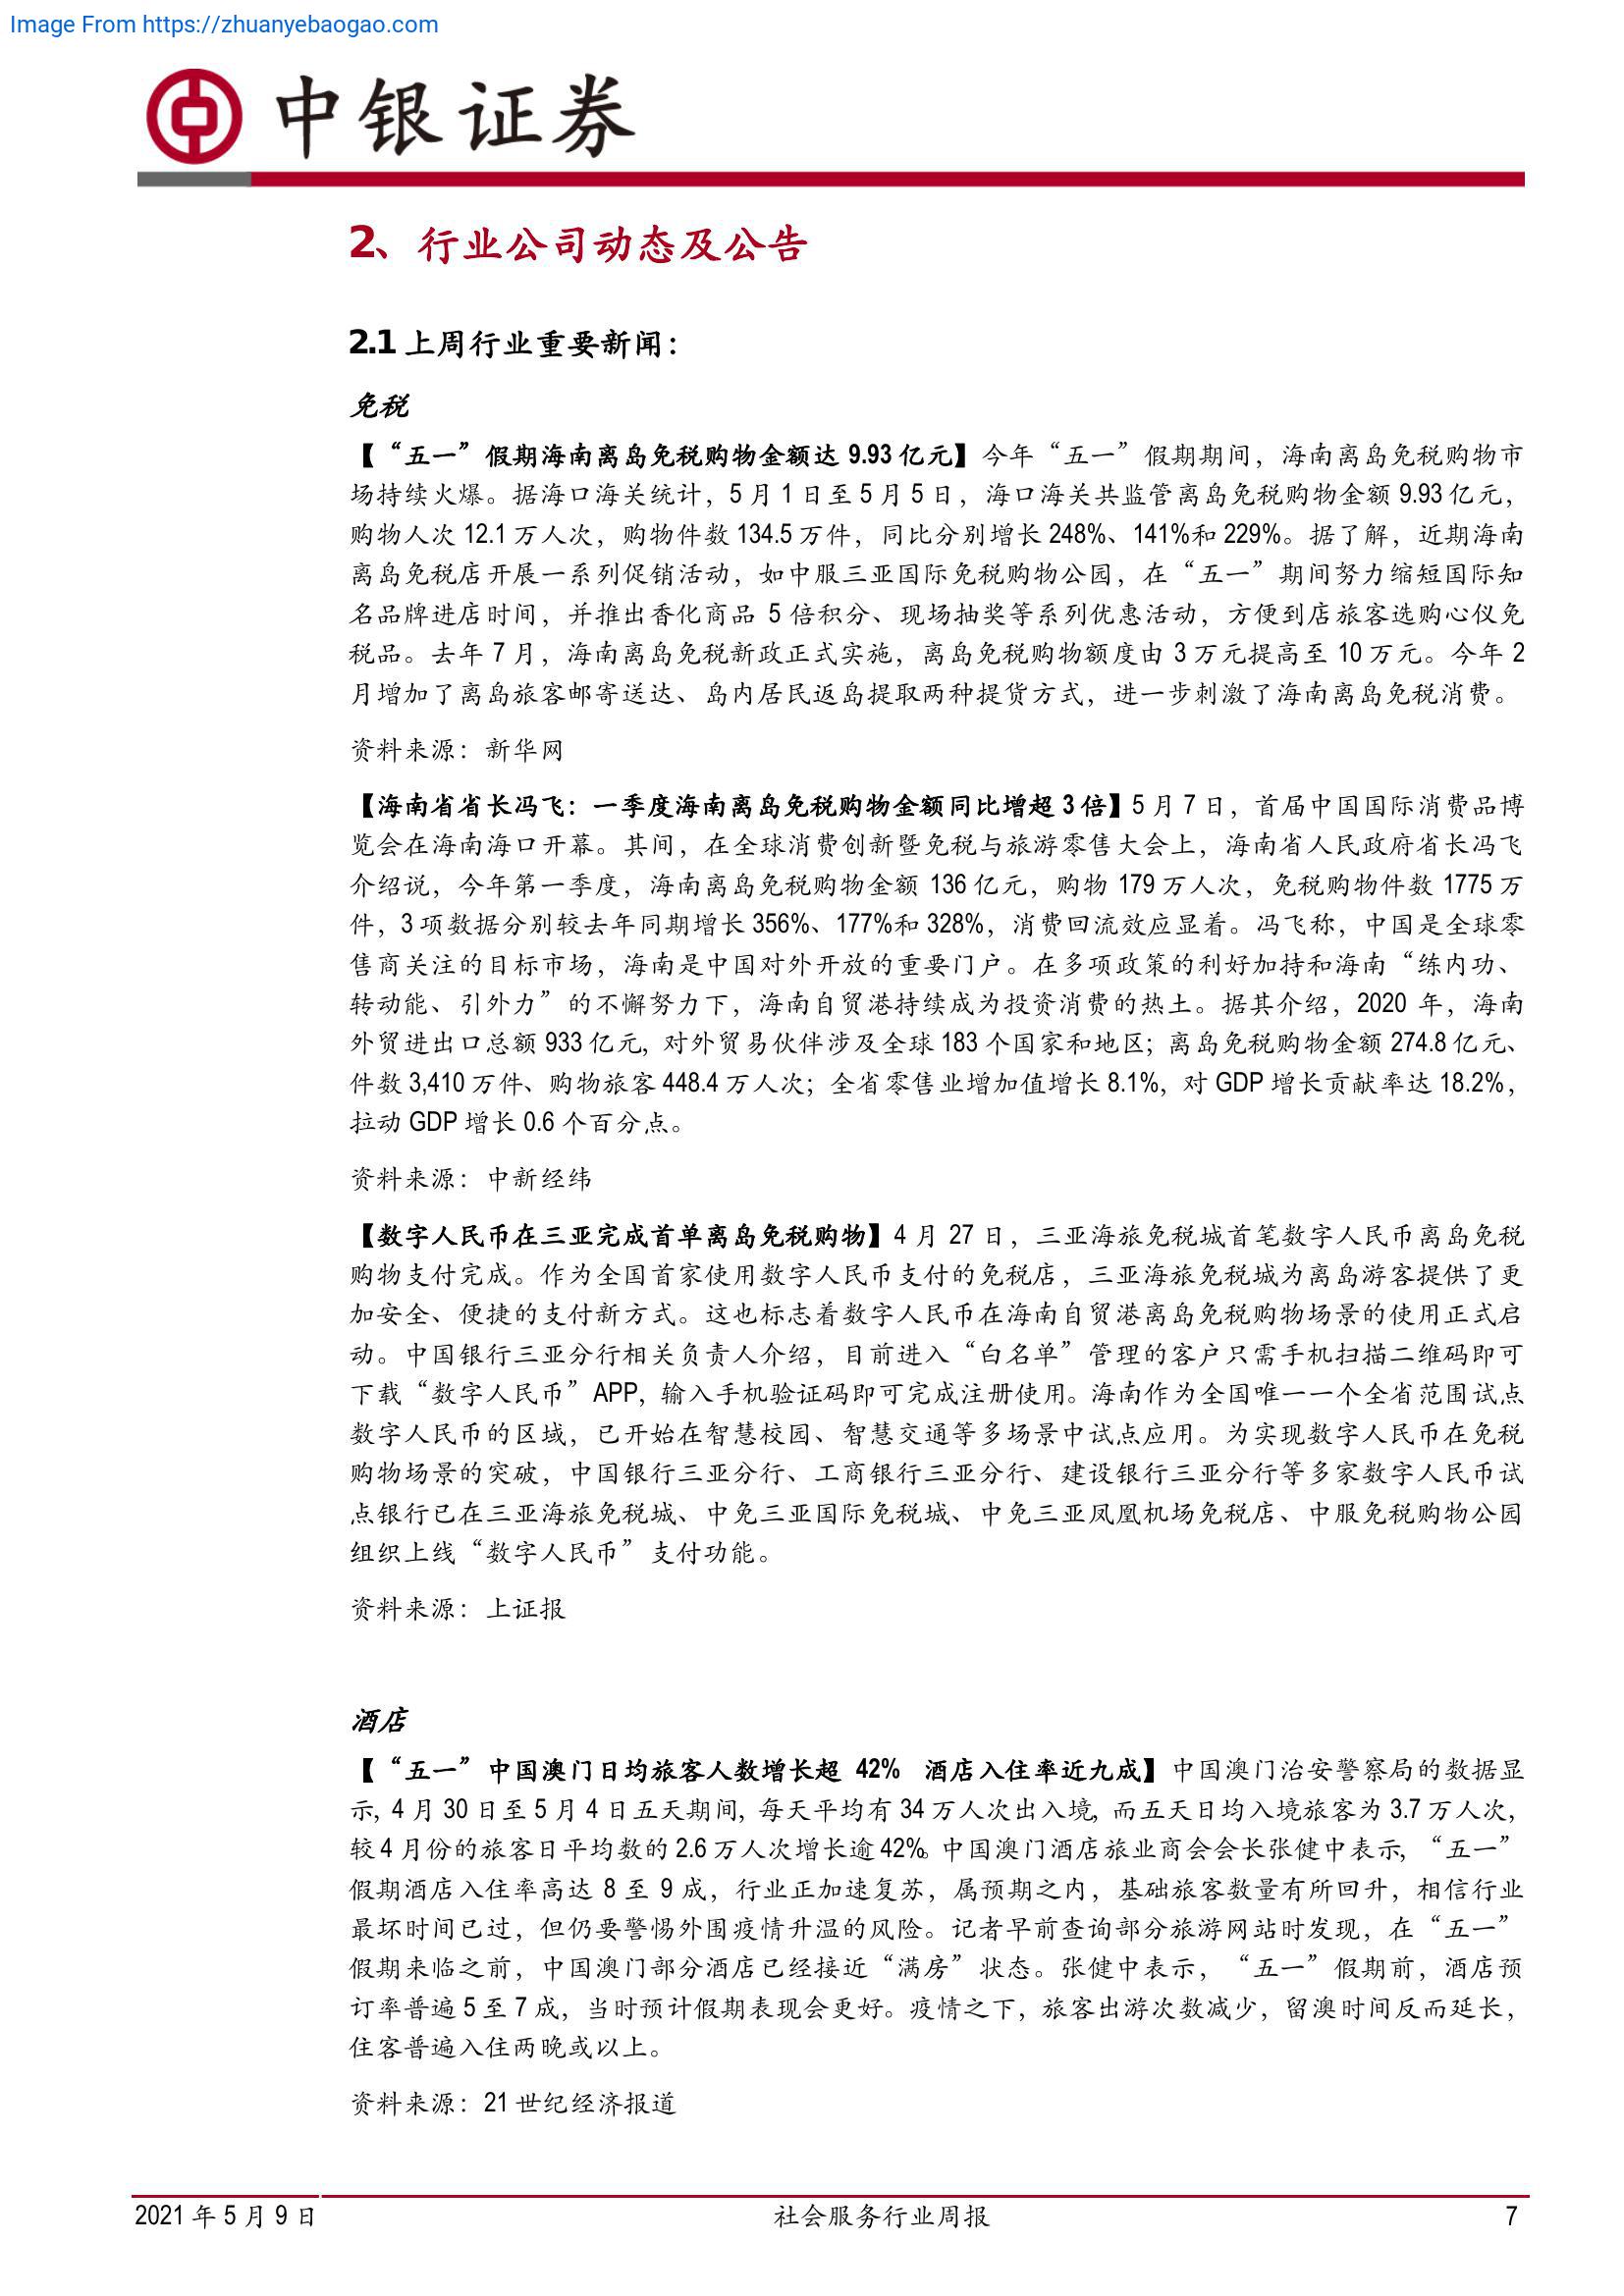 Image From https://zhuanyebaogao.com
中银证券
2、行业公司动态及公告
2.1 上周行业重要新闻：
免税
【“五一”假期海南离岛免税购物金额达 9.93 亿元】今年“五一”假期期间，海南离岛免税购物市
场持续火爆。据海口海关统计，5 月 1 日至 5 月 5 日，海口海关共监管离岛免税购物金额 9.93 亿元，
购物人次 12.1 万人次，购物件数 134.5 万件，同比分别增长 248%、141%和 229%。据了解，近期海南
离岛免税店开展一系列促销活动，如中服三亚国际免税购物公园，在“五一”期间努力缩短国际知
名品牌进店时间，并推出香化商品 5 倍积分、现场抽奖等系列优惠活动，方便到店旅客选购心仪免
税品。去年 7 月，海南离岛免税新政正式实施，离岛免税购物额度由 3 万元提高至 10 万元。今年 2
月增加了离岛旅客邮寄送达、岛内居民返岛提取两种提货方式，进一步刺激了海南离岛免税消费。
资料来源：新华网
【海南省省长冯飞：一季度海南离岛免税购物金额同比增超 3 倍】5 月 7 日，首届中国国际消费品博
览会在海南海口开幕。其间，在全球消费创新暨免税与旅游零售大会上，海南省人民政府省长冯飞
介绍说，今年第一季度，海南离岛免税购物金额 136 亿元，购物 179 万人次，免税购物件数 1775 万
件，3 项数据分别较去年同期增长 356%、177%和 328%，消费回流效应显着。冯飞称，中国是全球零
售商关注的目标市场，海南是中国对外开放的重要门户。在多项政策的利好加持和海南“练内功、
转动能、引外力”的不懈努力下，海南自贸港持续成为投资消费的热土。据其介绍，2020 年，海南
外贸进出口总额 933 亿元，对外贸易伙伴涉及全球 183 个国家和地区；离岛免税购物金额 274.8 亿元、
件数 3,410 万件、购物旅客 448.4 万人次；全省零售业增加值增长 8.1%，对 GDP 增长贡献率达 18.2%，
拉动 GDP 增长 0.6 个百分点。
资料来源：中新经纬
【数字人民币在三亚完成首单离岛免税购物】4 月 27 日，三亚海旅免税城首笔数字人民币离岛免税
购物支付完成。作为全国首家使用数字人民币支付的免税店，三亚海旅免税城为离岛游客提供了更
加安全、便捷的支付新方式。这也标志着数字人民币在海南自贸港离岛免税购物场景的使用正式启
动。中国银行三亚分行相关负责人介绍，目前进入“白名单”管理的客户只需手机扫描二维码即可
下载“数字人民币”APP，输入手机验证码即可完成注册使用。海南作为全国唯一一个全省范围试点
数字人民币的区域，已开始在智慧校园、智慧交通等多场景中试点应用。为实现数字人民币在免税
购物场景的突破，中国银行三亚分行、工商银行三亚分行、建设银行三亚分行等多家数字人民币试
点银行已在三亚海旅免税城、中免三亚国际免税城、中免三亚凤凰机场免税店、中服免税购物公园
组织上线“数字人民币”支付功能。
资料来源：上证报
酒店
【“五一”中国澳门日均旅客人数增长超 42% 酒店入住率近九成】中国澳门治安警察局的数据显
示，4 月 30 日至 5 月 4 日五天期间，每天平均有 34 万人次出入境，而五天日均入境旅客为 3.7 万人次，
较 4 月份的旅客日平均数的 2.6 万人次增长逾 42%。中国澳门酒店旅业商会会长张健中表示，“五一”
假期酒店入住率高达 8 至 9 成，行业正加速复苏，属预期之内，基础旅客数量有所回升，相信行业
最坏时间已过，但仍要警惕外围疫情升温的风险。记者早前查询部分旅游网站时发现，在“五一”
假期来临之前，中国澳门部分酒店已经接近“满房”状态。张健中表示，“五一”假期前，酒店预
订率普遍 5 至 7 成，当时预计假期表现会更好。疫情之下，旅客出游次数减少，留澳时间反而延长，
住客普遍入住两晚或以上。
资料来源：21 世纪经济报道
2021 年 5 月 9 日 社会服务行业周报 7